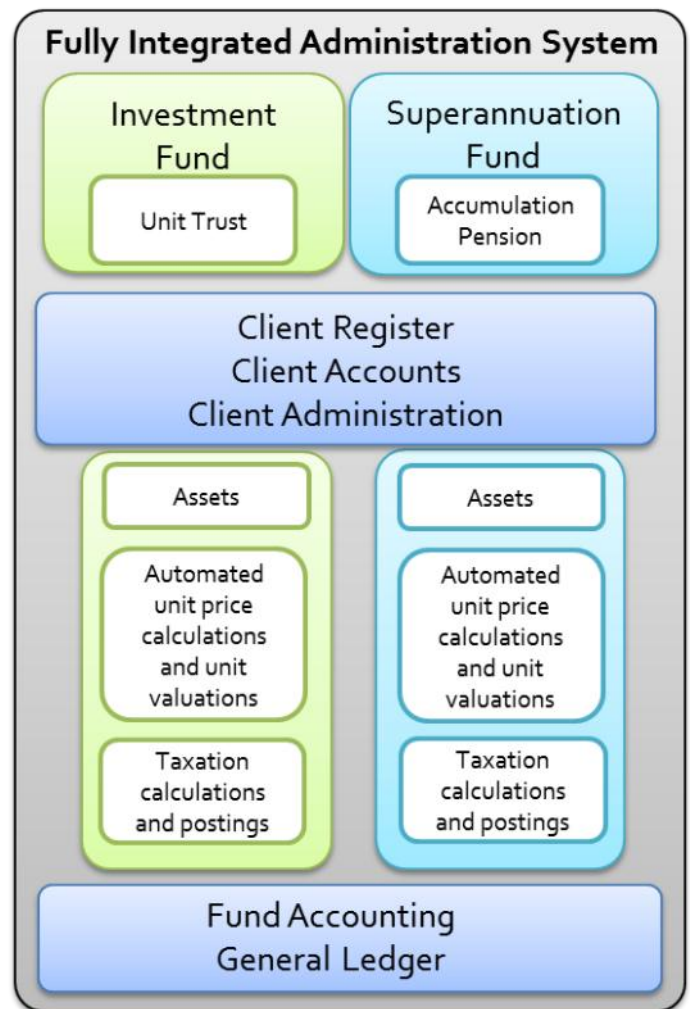 Fully Integrated Administration System
Investment
Fund
Unit Trust
Superannuation
Fund
Accumulation
Pension
Client Register
Client Accounts
Client Administration
Assets
Automated
unit price
calculations
and unit
valuations
Taxation
calculations
and postings
Assets
Automated
unit price
calculations
and unit
valuations
Taxation
calculations
and postings
Fund Accounting
General Ledger